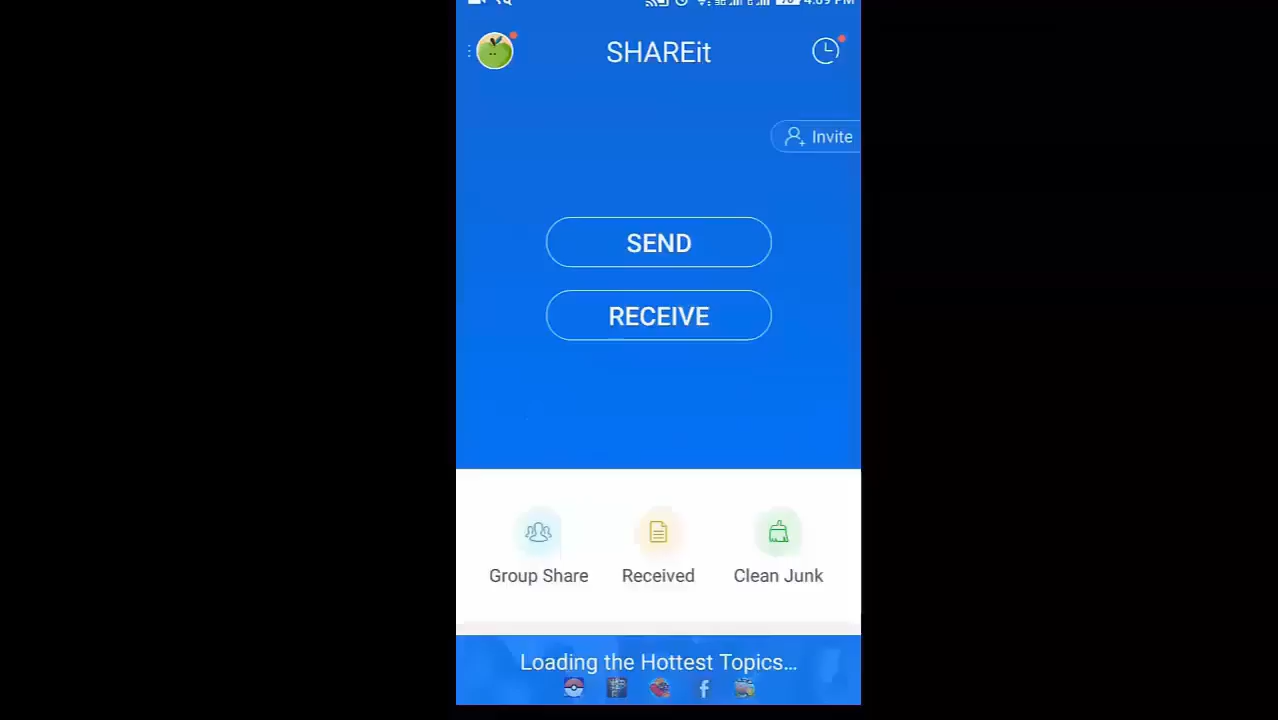 SHAREit
Invite
SEND
RECEIVE
Group Share
Received
Clean Junk
Loading the Hottest Topics...